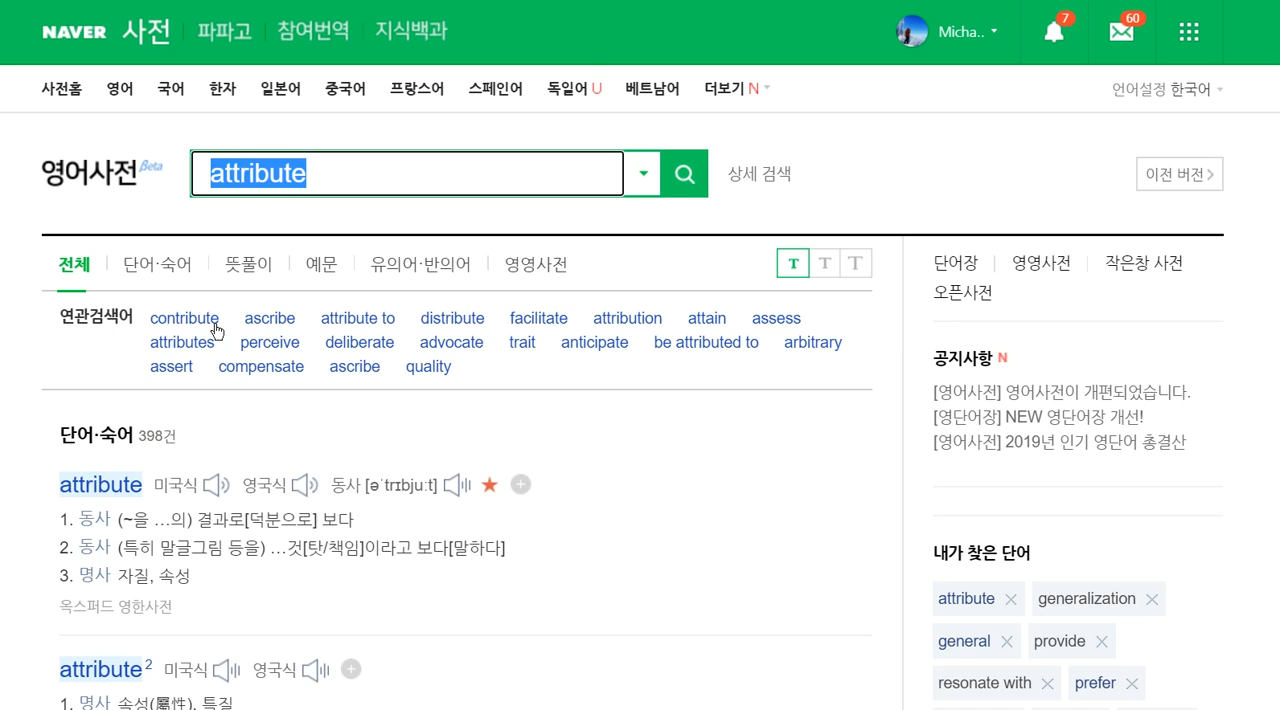 NAVER 사전 파파고 참여번역 지식백과 Micha.. 7 60
사전홈 영어 국어 한자 일본어 중국어 프랑스어 스페인어 독일어 U 베트남어 더보기 N 언어설정 한국어
영어사전 Beta attribute 상세 검색 이전 버전
전체 단어·숙어 뜻풀이 예문 유의어·반의어 영영사전 T T T
연관검색어 contribute ascribe attribute to distribute facilitate attribution attain assess
attributes perceive deliberate advocate trait anticipate be attributed to arbitrary
assert compensate ascribe quality
단어·숙어 398건
attribute 미국식 영국식 동사 [əˈtrɪbjuːt]
1. 동사 (~을 …의) 결과로[덕분으로] 보다
2. 동사 (특히 말글그림 등을) …것[탓/책임]이라고 보다[말하다]
3. 명사 자질, 속성
옥스퍼드 영한사전
attribute 2 미국식 영국식
1. 명사 속성(屬性), 특질
단어장 영영사전 작은창 사전
오픈사전
공지사항 N
[영어사전] 영어사전이 개편되었습니다.
[영단어장] NEW 영단어장 개선!
[영어사전] 2019년 인기 영단어 총결산
내가 찾은 단어
attribute generalization
general provide
resonate with prefer